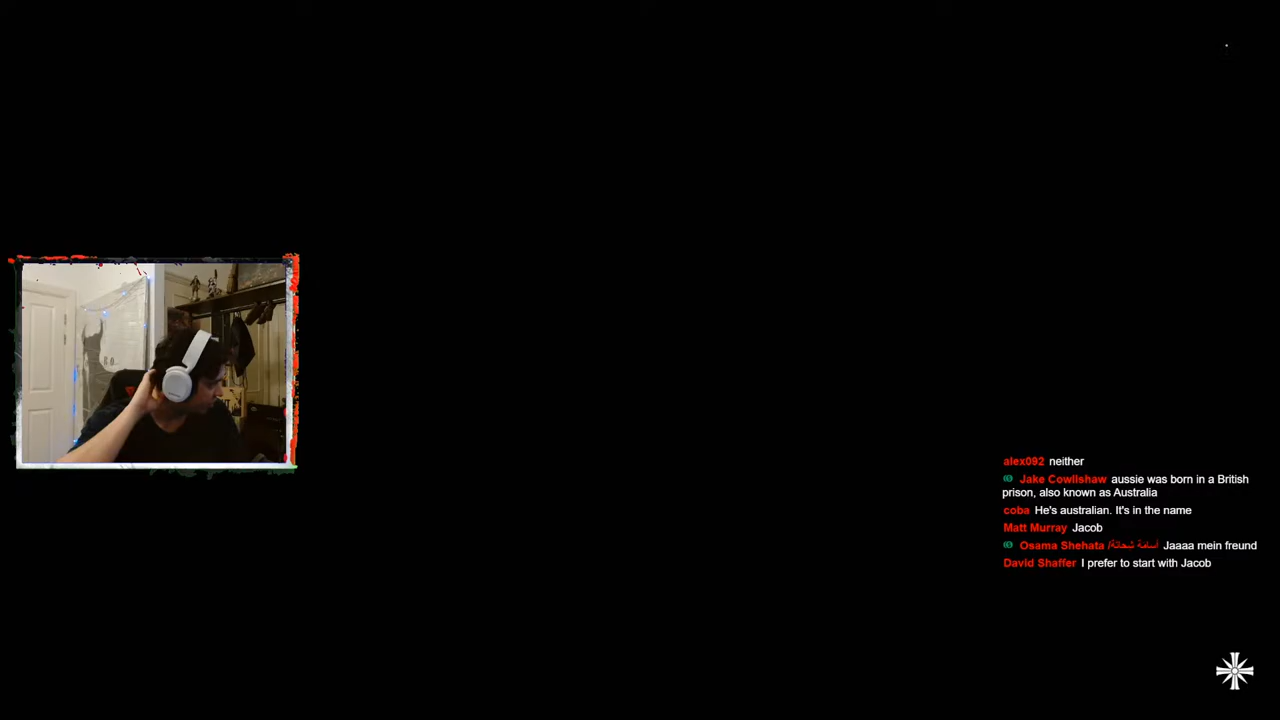 alex092 neither
Jake Cowlishaw aussie was born in a British
prison, also known as Australia
coba He's australian. It's in the name
Matt Murray Jacob
Osama Shehata /أسامة شحاتة Jaaaa mein freund
David Shaffer I prefer to start with Jacob